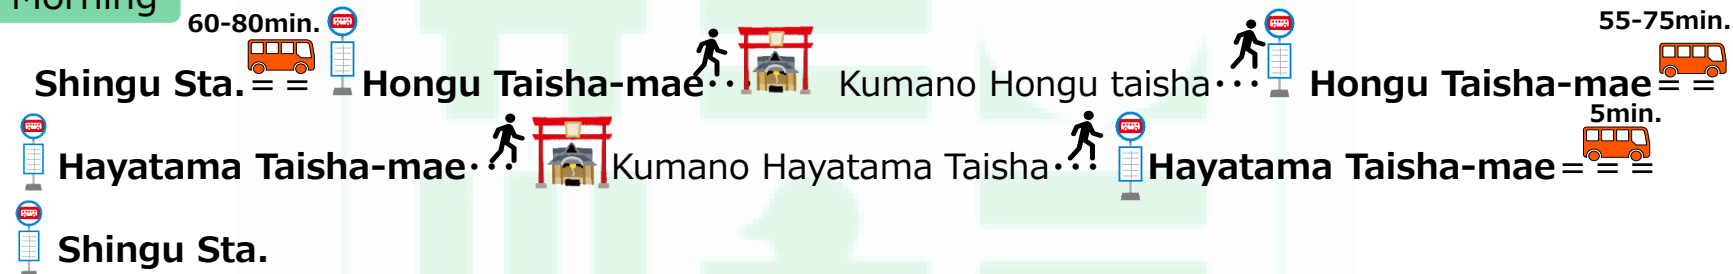 Morning
60-80min.
55-75min.
Shingu Sta.== Hongu Taisha-mae・・ Kumano Hongu taisha・・・ Hongu Taisha-mae==
5min.
Hayatama Taisha-mae・・ Kumano Hayatama Taisha・・・ Hayatama Taisha-mae===
Shingu Sta.